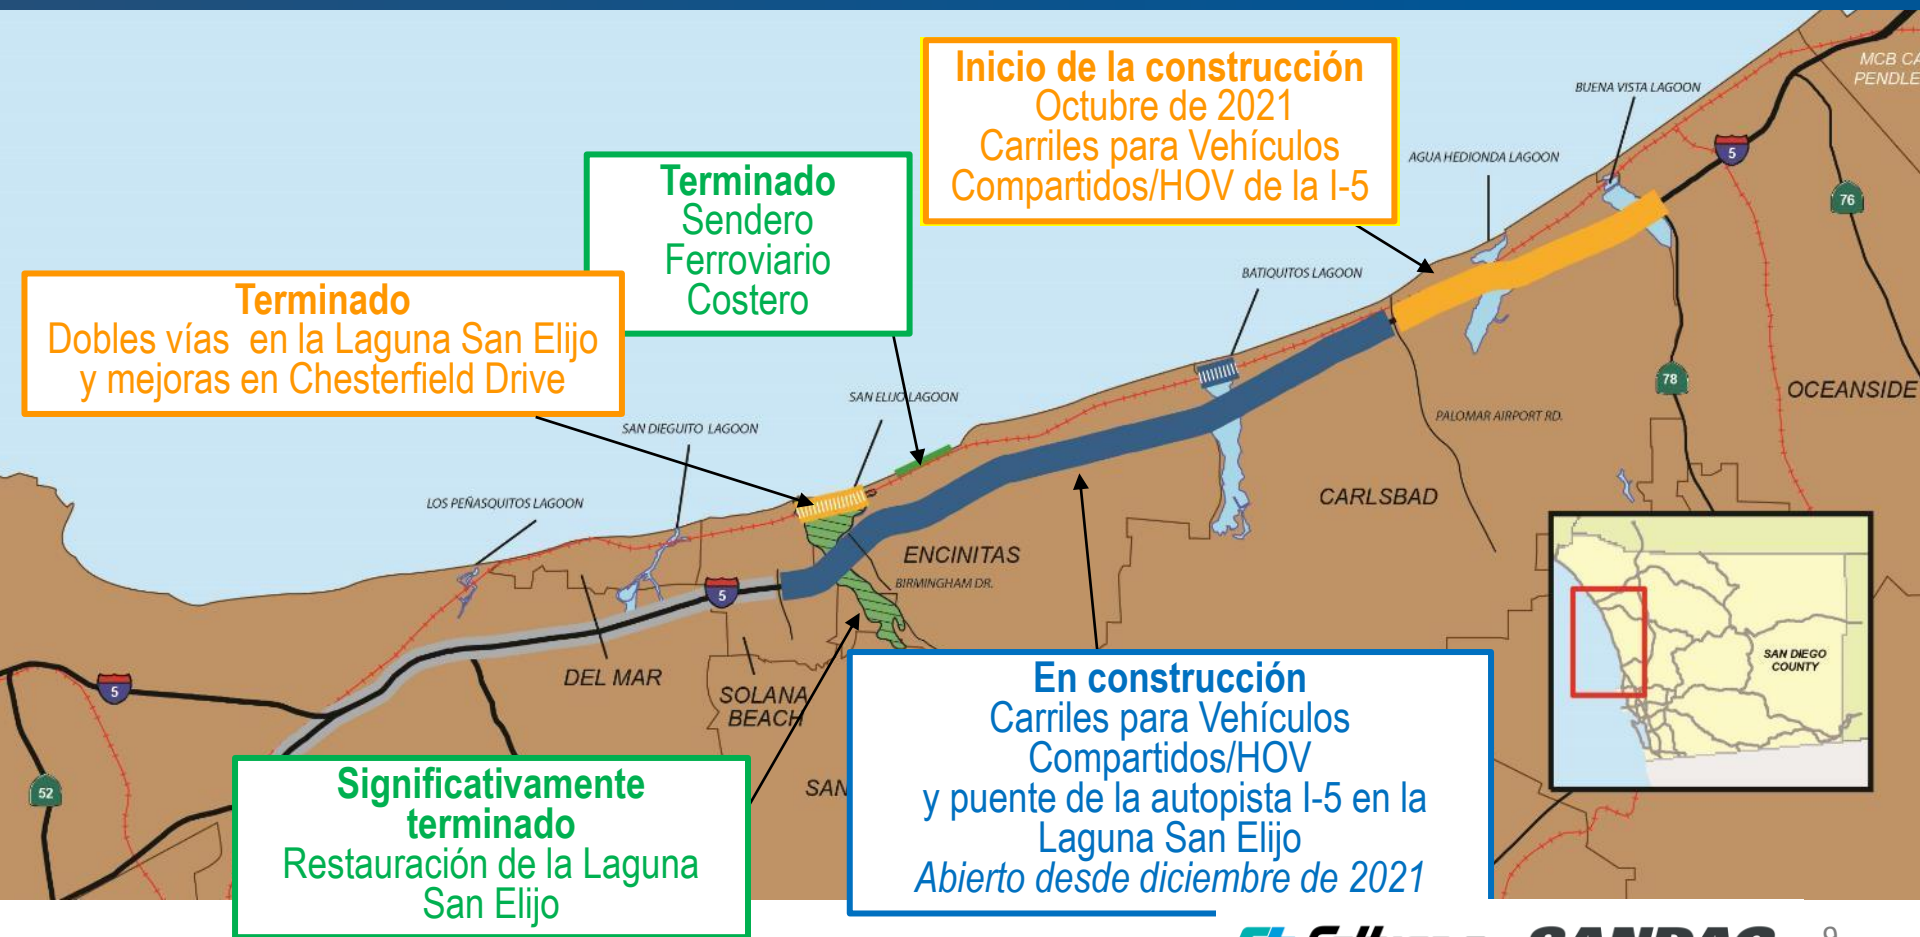 Inicio de la construcción
Octubre de 2021
Carriles para Vehículos
Compartidos/HOV de la I-5
Terminado
Sendero
Ferroviario
Costero
Terminado
Dobles vías en la Laguna San Elijo
y mejoras en Chesterfield Drive
BUENA VISTA LAGOON
AGUA HEDIONDA LAGOON
BATIQUITOS LAGOON
SAN ELIJO LAGOON
SAN DIEGUITO LAGOON
LOS PEÑASQUITOS LAGOON
MCB
5
76
78
OCEANSIDE
PALOMAR AIRPORT RD.
CARLSBAD
ENCINITAS
BIRMINGHAM DR.
5
DEL MAR
SOLANA
BEACH
5
52
SAN
SAN DIEGO
COUNTY
En construcción
Carriles para Vehículos
Compartidos/HOV
y puente de la autopista I-5 en la
Laguna San Elijo
Abierto desde diciembre de 2021
Significativamente
terminado
Restauración de la Laguna
San Elijo
SANDAG
9